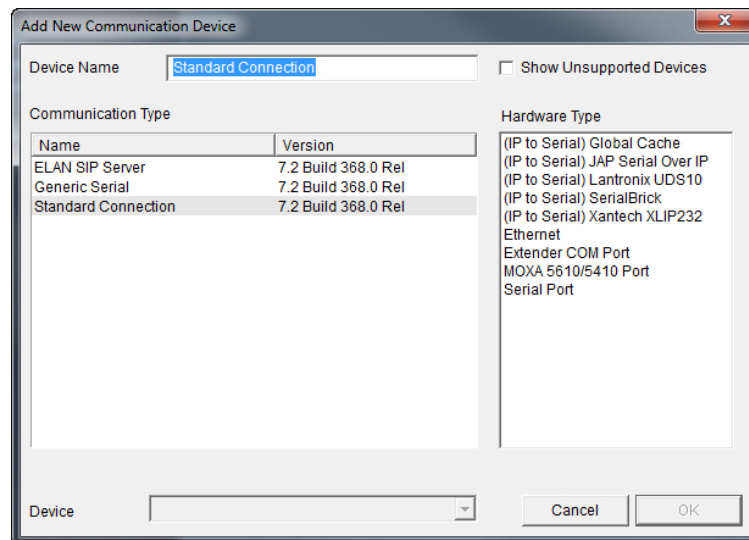 Add New Communication Device
Device Name Standard Connection Show Unsupported Devices
Communication Type
Name Version
ELAN SIP Server 7.2 Build 368.0 Rel
Generic Serial 7.2 Build 368.0 Rel
Standard Connection 7.2 Build 368.0 Rel
Hardware Type
(IP to Serial) Global Cache
(IP to Serial) JAP Serial Over IP
(IP to Serial) Lantronix UDS10
(IP to Serial) SerialBrick
(IP to Serial) Xantech XLIP232
Ethernet
Extender COM Port
MOXA 5610/5410 Port
Serial Port
Device Cancel OK